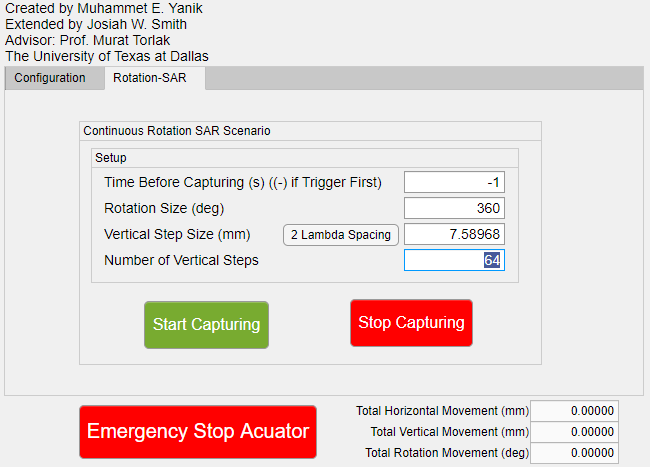 Created by Muhammet E. Yanik
Extended by Josiah W. Smith
Advisor: Prof. Murat Torlak
The University of Texas at Dallas
Configuration Rotation-SAR
Continuous Rotation SAR Scenario
Setup
Time Before Capturing (s) ((-) if Trigger First) -1
Rotation Size (deg) 360
Vertical Step Size (mm) 2 Lambda Spacing 7.58968
Number of Vertical Steps 64
Start Capturing Stop Capturing
Emergency Stop Acuator
Total Horizontal Movement (mm) 0.00000
Total Vertical Movement (mm) 0.00000
Total Rotation Movement (deg) 0.00000